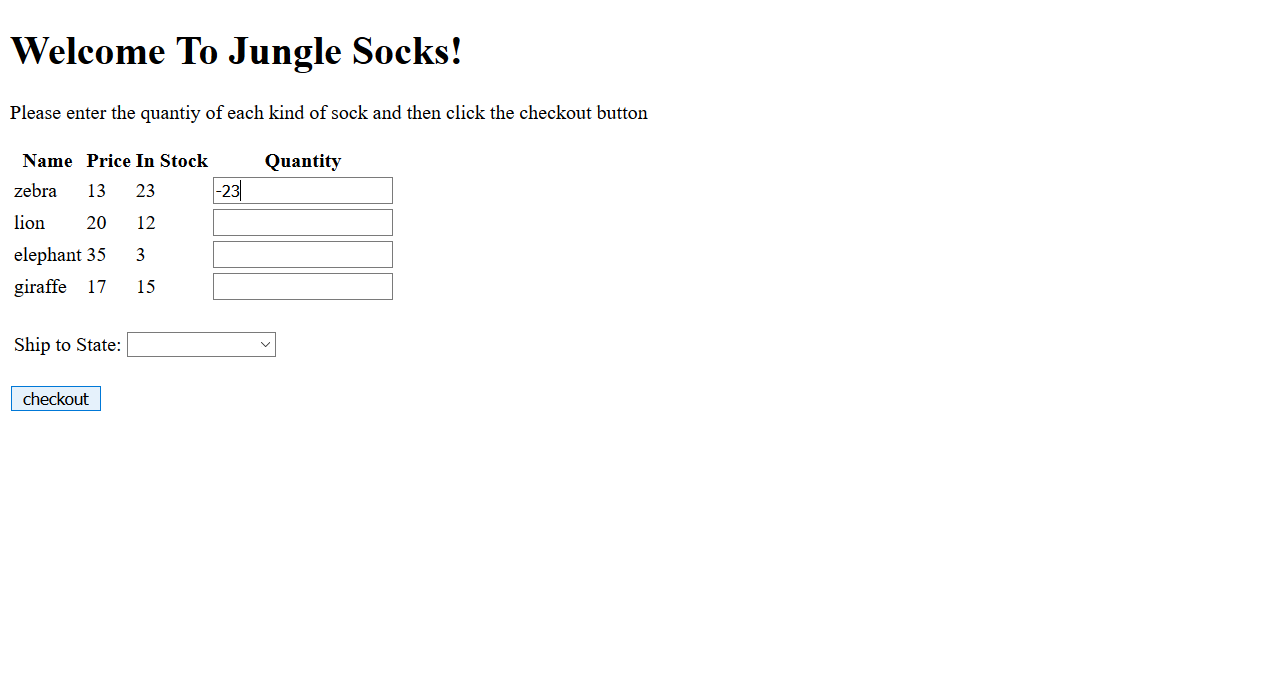 Welcome To Jungle Socks!
Please enter the quantiy of each kind of sock and then click the checkout button
Name Price In Stock Quantity
zebra 13 23 -23
lion 20 12
elephant 35 3
giraffe 17 15
Ship to State:
checkout